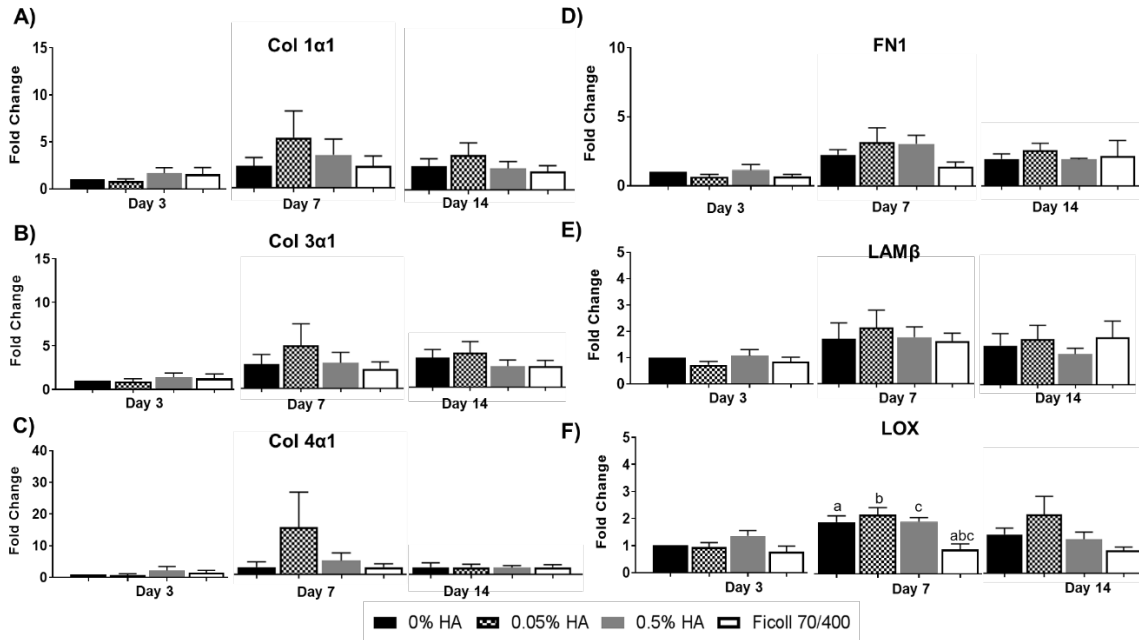 A)
Col 1α1
Fold Change
15
10
5
0
Day 3
Day 7
Day 14
B)
Col 3α1
Fold Change
15
10
5
0
Day 3
Day 7
Day 14
C)
Col 4α1
Fold Change
40
30
20
10
0
Day 3
Day 7
Day 14
D)
FN1
Fold Change
10
5
0
Day 3
Day 7
Day 14
E)
LAMβ
Fold Change
5
4
3
2
1
0
Day 3
Day 7
Day 14
F)
LOX
Fold Change
5
4
3
2
1
0
a b c abc
Day 3
Day 7
Day 14
0% HA 0.05% HA 0.5% HA Ficoll 70/400